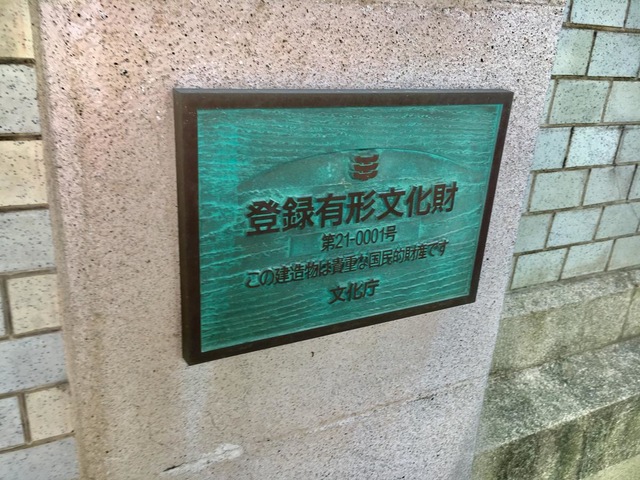 登録有形文化財
第21-0001号
この建造物は貴重な国民的財産です
文化庁